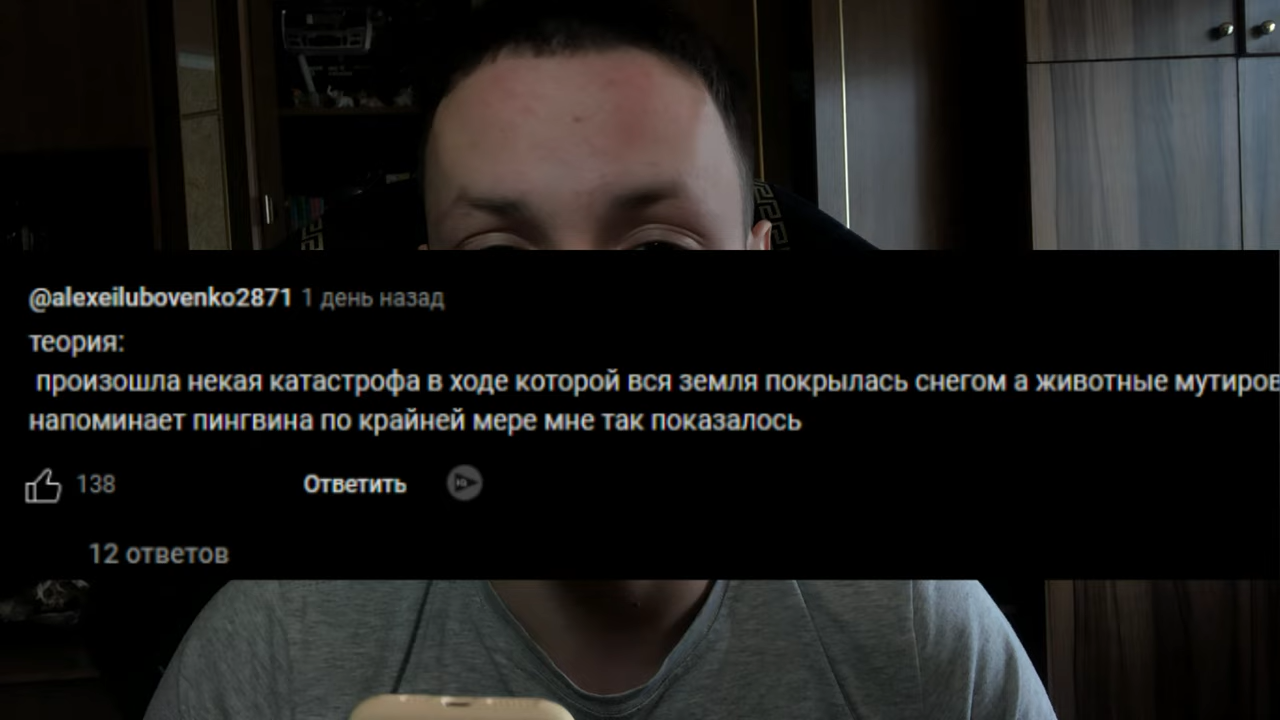 @alexeilubovenko2871 1 день назад
теория:
произошла некая катастрофа в ходе которой вся земля покрылась снегом а животные
напоминает пингвина по крайней мере мне так показалось
138
Ответить
12 ответов